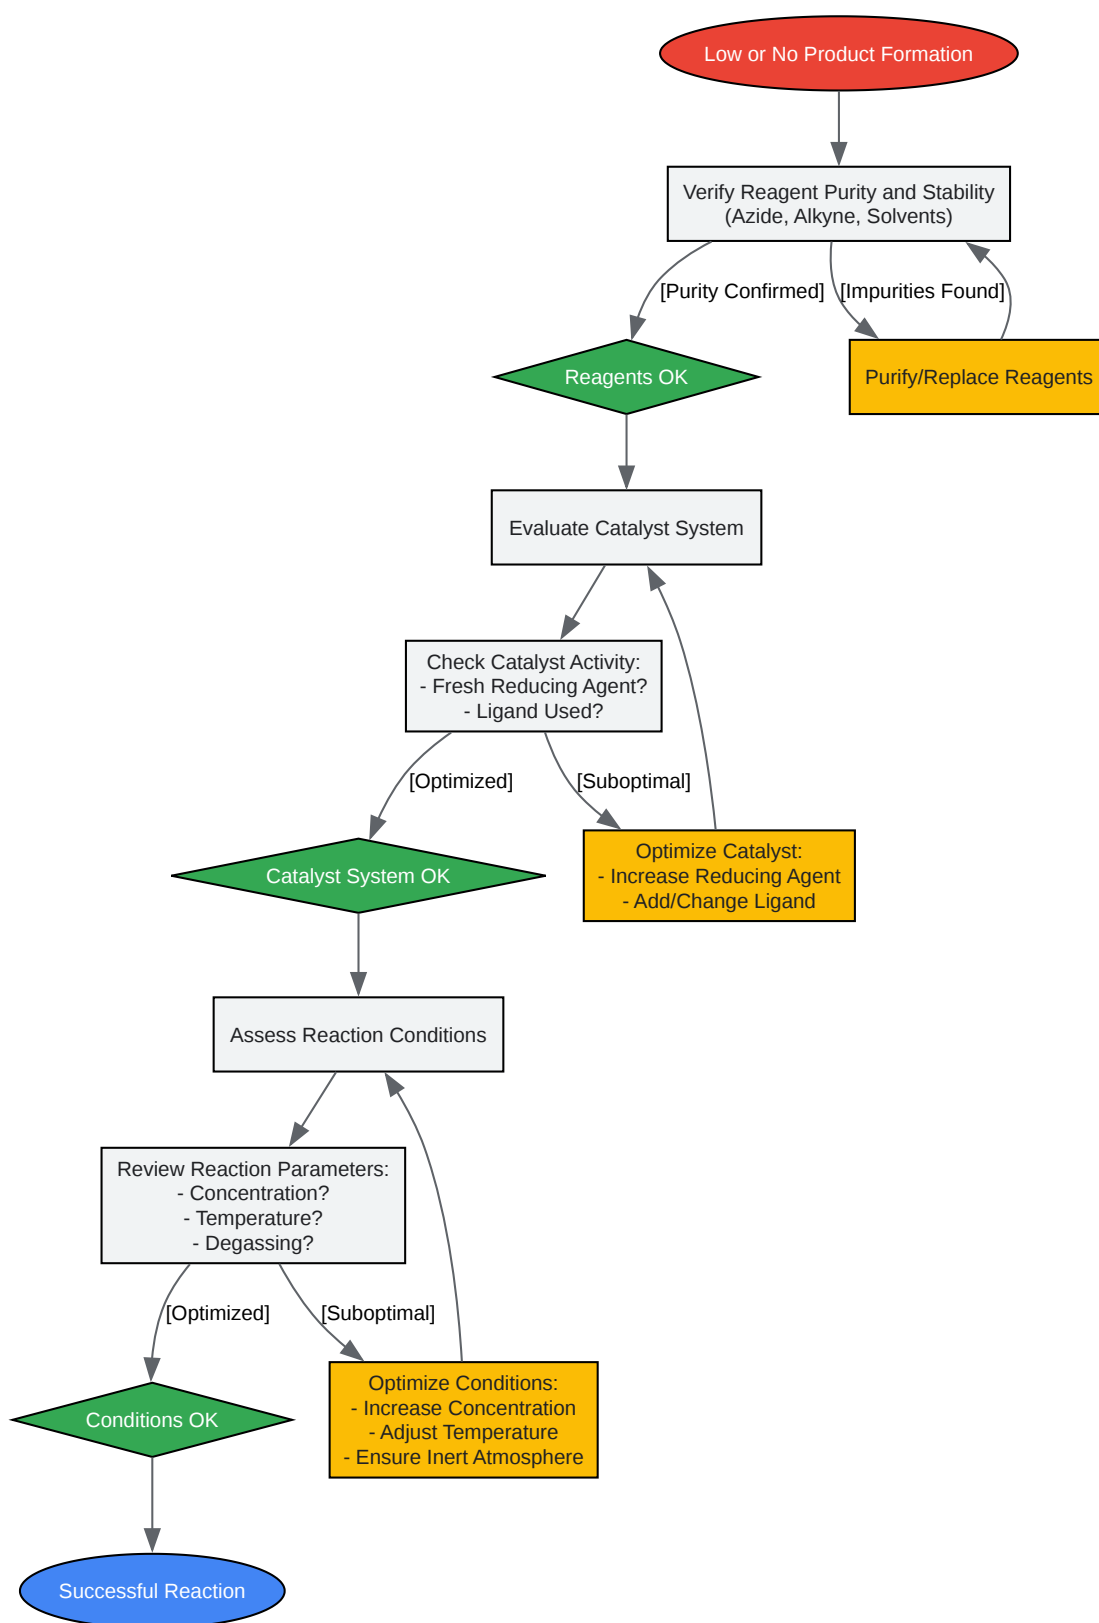 Low or No Product Formation
Verify Reagent Purity and Stability
(Azide, Alkyne, Solvents)
[Purity Confirmed]
[Impurities Found]
Reagents OK
Purify/Replace Reagents
Evaluate Catalyst System
Check Catalyst Activity:
- Fresh Reducing Agent?
- Ligand Used?
[Optimized]
[Suboptimal]
Catalyst System OK
Optimize Catalyst:
- Increase Reducing Agent
- Add/Change Ligand
Assess Reaction Conditions
Review Reaction Parameters:
- Concentration?
- Temperature?
- Degassing?
[Optimized]
[Suboptimal]
Conditions OK
Optimize Conditions:
- Increase Concentration
- Adjust Temperature
- Ensure Inert Atmosphere
Successful Reaction